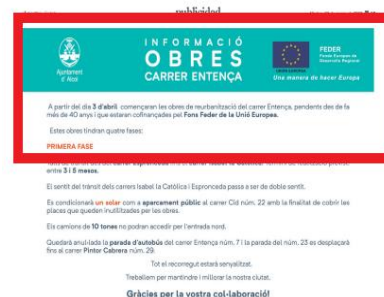 publicidad
Ajuntament
d'Alcoi
INFORMACIÓ
OBRES
CARRER ENTENÇA
FEDER
Fondo Europeo de
Desarrollo Regional
Una manera de hacer Europa
A partir del dia 3 d'abril començaran les obres de reurbanització del carrer Entença, pendents des de fa
més de 40 anys i que estaran cofinançades pel Fons Feder de la Unió Europea.
Estes obres tindran quatre fases:
PRIMERA FASE
entre 3 i 5 mesos.
El sentit del trànsit dels carrers Isabel la Catòlica i Espronceda passa a ser de doble sentit.
Es condicionarà un solar com a aparcament públic al carrer Cid núm. 22 amb la finalitat de cobrir les
places que queden inutilitzades per les obres.
Els camions de 10 tones no podran accedir per l'entrada nord.
Quedarà anul·lada la parada d'autobús del carrer Entença núm. 7 i la parada del núm. 23 es desplaçarà
fins al carrer Pintor Cabrera núm. 29.
Tot el recorregut estarà senyalitzat.
Treballem per mantindre i millorar la nostra ciutat.
Gràcies per la vostra col·laboració!